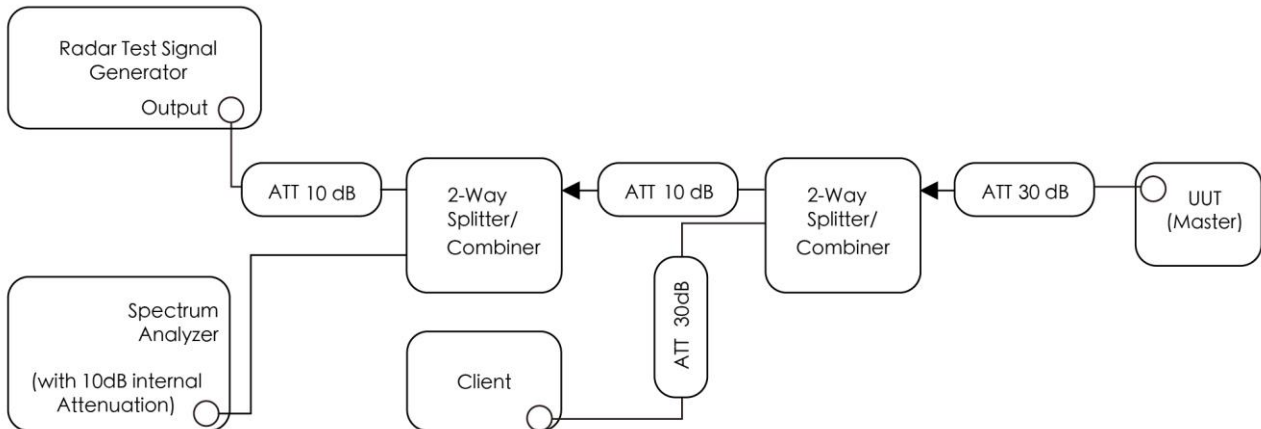 Radar Test Signal
Generator
Output
ATT 10 dB
2-Way
Splitter/
Combiner
ATT 10 dB
2-Way
Splitter/
Combiner
ATT 30 dB
UUT
(Master)
Spectrum
Analyzer
(with 10dB internal
Attenuation)
Client
ATT 30dB